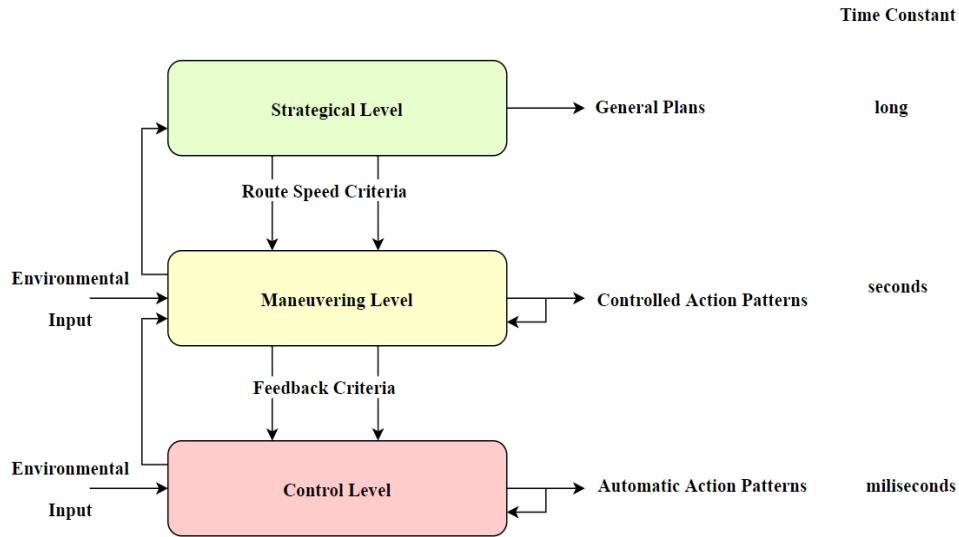 Time Constant
Strategical Level
General Plans
long
Route Speed Criteria
Environmental
Input
Maneuvering Level
Controlled Action Patterns
seconds
Feedback Criteria
Environmental
Input
Control Level
Automatic Action Patterns
miliseconds